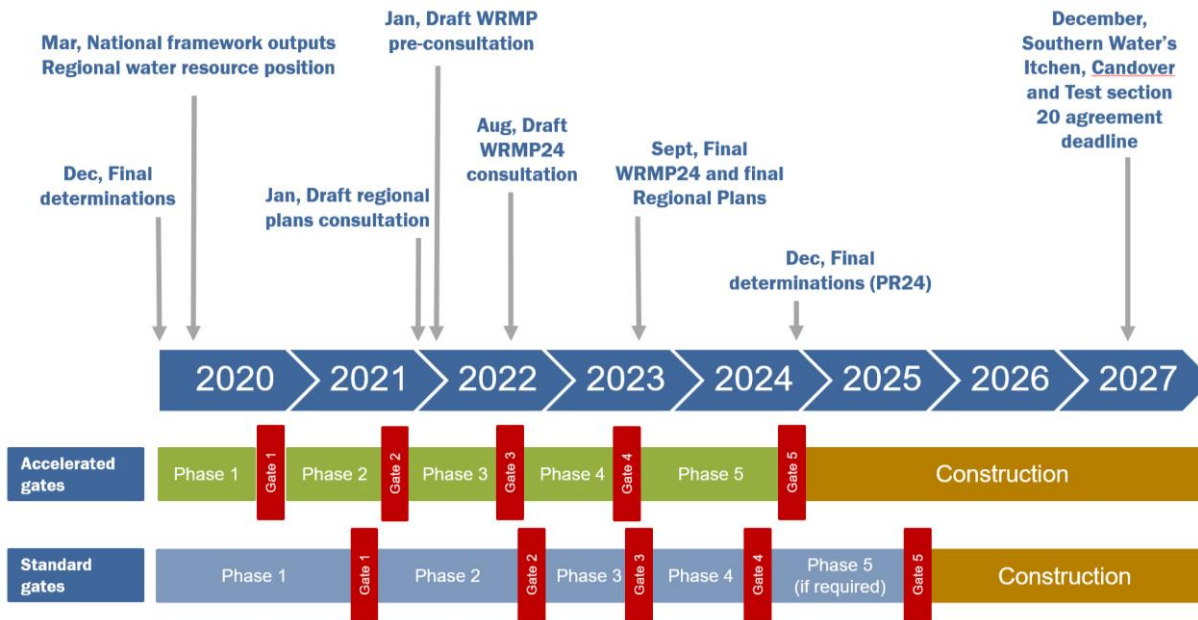 Jan, Draft WRMP
pre-consultation
December,
Southern Water's
Itchen, Candover
and Test section
20 agreement
deadline
Mar, National framework outputs
Regional water resource position
Aug, Draft
WRMP24
consultation
Sept, Final
WRMP24 and final
Regional Plans
Dec, Final
determinations
Jan, Draft regional
plans consultation
Dec, Final
determinations (PR24)
2020
2021
2022
2023
2024
2025
2026
2027
Accelerated
gates
Phase 1
Gate 1
Phase 2
Gate 2
Phase 3
Gate 3
Phase 4
Gate 4
Phase 5
Gate 5
Construction
Standard
gates
Phase 1
Gate 1
Phase 2
Gate 2
Phase 3
Gate 3
Phase 4
Gate 4
Phase 5
(if required)
Gate 5
Construction